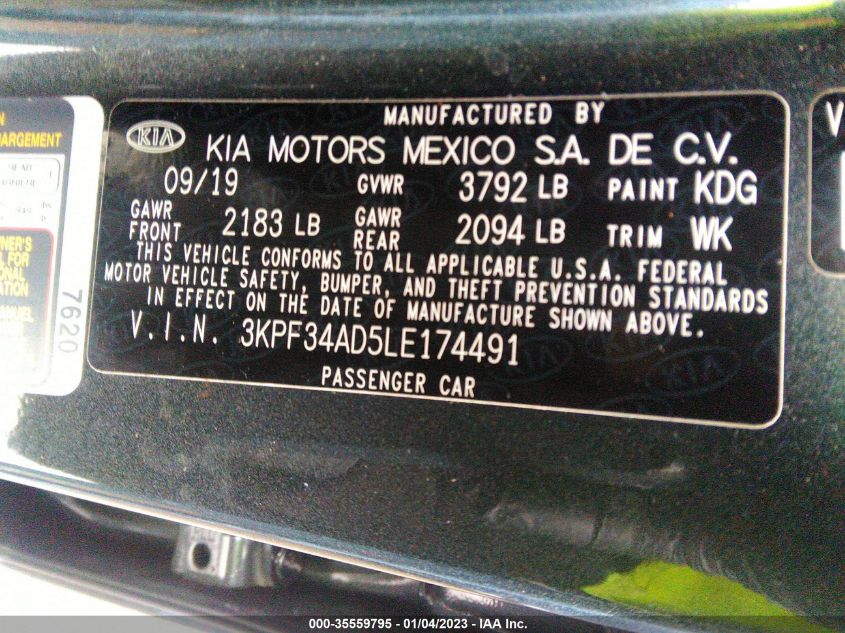 MANUFACTURED BY
KIA KIA MOTORS MEXICO S.A. DE C.V.
09/19 GVWR 3792 LB PAINT KDG
GAWR FRONT 2183 LB GAWR REAR 2094 LB TRIM WK
THIS VEHICLE CONFORMS TO ALL APPLICABLE U.S.A. FEDERAL
MOTOR VEHICLE SAFETY, BUMPER, AND THEFT PREVENTION STANDARDS
IN EFFECT ON THE DATE OF MANUFACTURE SHOWN ABOVE.
V.I.N. 3KPF34AD5LE174491
PASSENGER CAR
7620
000-35559795 - 01/04/2023 - IAA Inc.